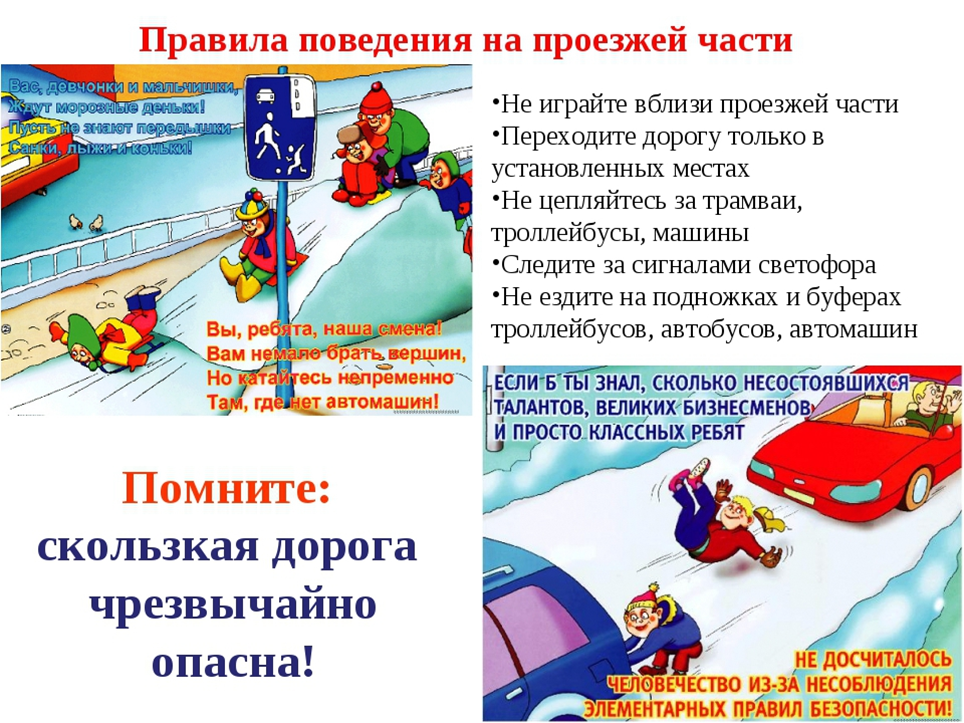 Правила поведения на проезжей части
Вас, девчонки и мальчишки,
Ждут морозные деньки!
Пусть не знают передышки
Санки, лыжи и коньки!
Вы, ребята, наша смена!
Вам немало брать вершин,
Но катайтесь непременно
Там, где нет автомашин!
•Не играйте вблизи проезжей части
•Переходите дорогу только в
установленных местах
•Не цепляйтесь за трамваи,
троллейбусы, машины
•Следите за сигналами светофора
•Не ездите на подножках и буферах
троллейбусов, автобусов, автомашин
Помните:
скользкая дорога
чрезвычайно
опасна!
ЕСЛИ Б ТЫ ЗНАЛ, СКОЛЬКО НЕСОСТОЯВШИХСЯ
ТАЛАНТОВ, ВЕЛИКИХ БИЗНЕСМЕНОВ
И ПРОСТО КЛАССНЫХ РЕБЯТ
НЕ ДОСЧИТАЛОСЬ
ЧЕЛОВЕЧЕСТВО ИЗ-ЗА НЕСОБЛЮДЕНИЯ
ЭЛЕМЕНТАРНЫХ ПРАВИЛ БЕЗОПАСНОСТИ!